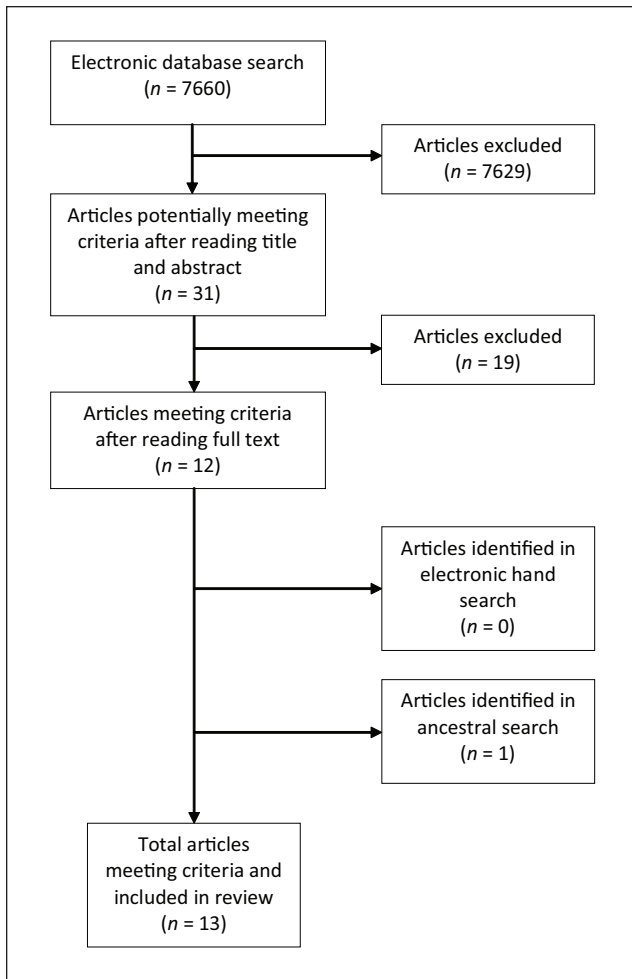 Electronic database search
(n = 7660)
Articles excluded
(n = 7629)
Articles potentially meeting
criteria after reading title
and abstract
(n = 31)
Articles excluded
(n = 19)
Articles meeting criteria
after reading full text
(n = 12)
Articles identified in
electronic hand
search
(n = 0)
Articles identified in
ancestral search
(n = 1)
Total articles
meeting criteria and
included in review
(n = 13)